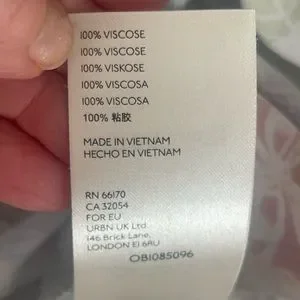 100% VISCOSE
100% VISCOSE
100% VISKOSE
100% VISCOSA
100% VISCOSA
100% 粘胶
MADE IN VIETNAM
HECHO EN VIETNAM
RN 66170
CA 32054
FOR EU
URBN UK Ltd
146 Brick Lane,
LONDON E1 6RU
OB1085096